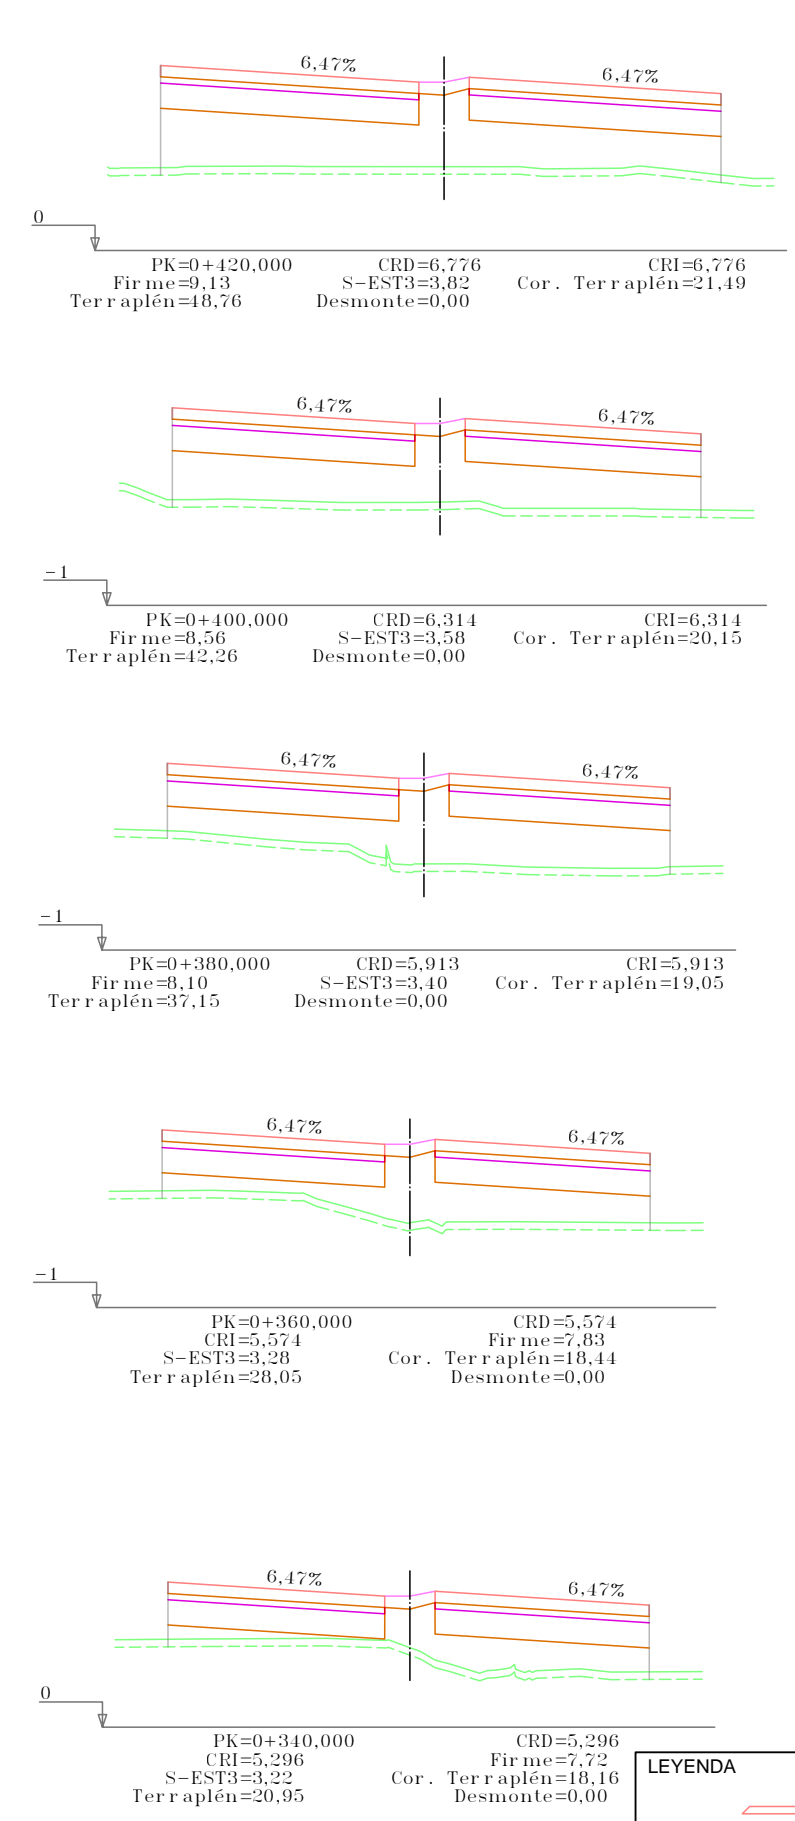 6,47%
6,47%
0
PK=0+420,000 CRD=6,776 CRI=6,776
Firme=9,13 S-EST3=3,82 Cor. Terraplén=21,49
Terraplén=48,76 Desmonte=0,00
6,47%
6,47%
-1
PK=0+400,000 CRD=6,314 CRI=6,314
Firme=8,56 S-EST3=3,58 Cor. Terraplén=20,15
Terraplén=42,26 Desmonte=0,00
6,47%
6,47%
-1
PK=0+380,000 CRD=5,913 CRI=5,913
Firme=8,10 S-EST3=3,40 Cor. Terraplén=19,05
Terraplén=37,15 Desmonte=0,00
6,47%
6,47%
-1
PK=0+360,000 CRD=5,574
CRI=5,574 Firme=7,83
S-EST3=3,28 Cor. Terraplén=18,44
Terraplén=28,05 Desmonte=0,00
6,47%
6,47%
0
PK=0+340,000 CRD=5,296
CRI=5,296 Firme=7,72
S-EST3=3,22 Cor. Terraplén=18,16
Terraplén=20,95 Desmonte=0,00
LEYENDA